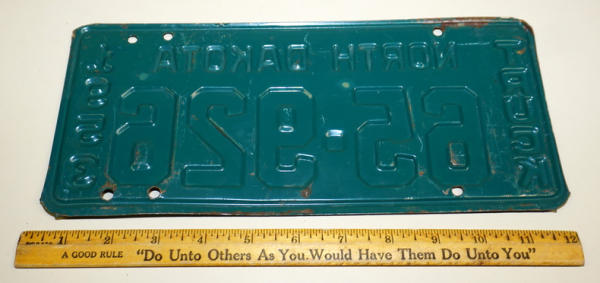 NORTH DAKOTA
TRUCK
65-926
1953
1 2 3 4 5 6 7 8 9 10 11 12
A GOOD RULE "Do Unto Others As You Would Have Them Do Unto You"